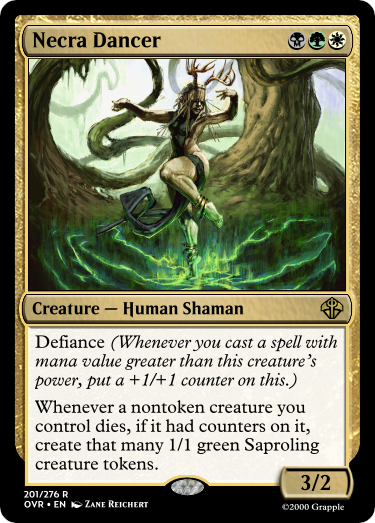 Necra Dancer
Creature — Human Shaman
Defiance (Whenever you cast a spell with
mana value greater than this creature's
power, put a +1/+1 counter on this.)
Whenever a nontoken creature you
control dies, if it had counters on it,
create that many 1/1 green Saproling
creature tokens.
3/2
201/276 R
OVR • EN Zane Reichert
©2000 Grapple